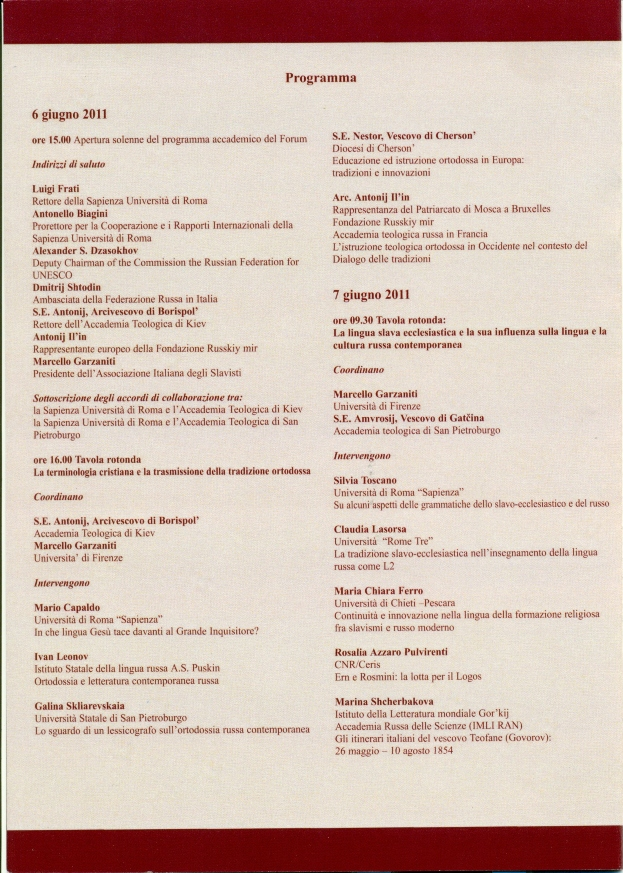 Programma
6 giugno 2011
ore 15.00 Apertura solenne del programma accademico del Forum
Indirizzi di saluto
Luigi Frati
Rettore della Sapienza Università di Roma
Antonello Biagini
Prorettore per la Cooperazione e i Rapporti Internazionali della
Sapienza Università di Roma
Alexander S. Dzasokhov
Deputy Chairman of the Commission the Russian Federation for
UNESCO
Dmitrij Shtodin
Ambasciata della Federazione Russa in Italia
S.E. Antonij, Arcivescovo di Borispol’
Rettore dell’Accademia Teologica di Kiev
Antonij Il’in
Rappresentante europeo della Fondazione Russkiy mir
Marcello Garzaniti
Presidente dell’Associazione Italiana degli Slavisti
Sottoscrizione degli accordi di collaborazione tra:
la Sapienza Università di Roma e l’Accademia Teologica di Kiev
la Sapienza Università di Roma e l’Accademia Teologica di San
Pietroburgo
ore 16.00 Tavola rotonda
La terminologia cristiana e la trasmissione della tradizione ortodossa
Coordinano
S.E. Antonij, Arcivescovo di Borispol’
Accademia Teologica di Kiev
Marcello Garzaniti
Universita’ di Firenze
Intervengono
Mario Capaldo
Università di Roma “Sapienza”
In che lingua Gesù tace davanti al Grande Inquisitore?
Ivan Leonov
Istituto Statale della lingua russa A.S. Puskin
Ortodossia e letteratura contemporanea russa
Galina Skliarevskaia
Università Statale di San Pietroburgo
Lo sguardo di un lessicografo sull’ortodossia russa contemporanea
S.E. Nestor, Vescovo di Cherson’
Diocesi di Cherson’
Educazione ed istruzione ortodossa in Europa:
tradizioni e innovazioni
Arc. Antonij Il’in
Rappresentanza del Patriarcato di Mosca a Bruxelles
Fondazione Russkiy mir
Accademia teologica russa in Francia
L’istruzione teologica ortodossa in Occidente nel contesto del
Dialogo delle tradizioni
7 giugno 2011
ore 09.30 Tavola rotonda:
La lingua slava ecclesiastica e la sua influenza sulla lingua e la
cultura russa contemporanea
Coordinano
Marcello Garzaniti
Università di Firenze
S.E. Amvrosij, Vescovo di Gatčina
Accademia teologica di San Pietroburgo
Intervengono
Silvia Toscano
Università di Roma “Sapienza”
Su alcuni aspetti delle grammatiche dello slavo-ecclesiastico e del russo
Claudia Lasorsa
Università “Rome Tre”
La tradizione slavo-ecclesiastica nell’insegnamento della lingua
russa come L2
Maria Chiara Ferro
Università di Chieti –Pescara
Continuità e innovazione nella lingua della formazione religiosa
fra slavismi e russo moderno
Rosalia Azzaro Pulvirenti
CNR/Ceris
Ern e Rosmini: la lotta per il Logos
Marina Shcherbakova
Istituto della Letteratura mondiale Gor’kij
Accademia Russa delle Scienze (IMLI RAN)
Gli itinerari italiani del vescovo Teofane (Govorov):
26 maggio – 10 agosto 1854